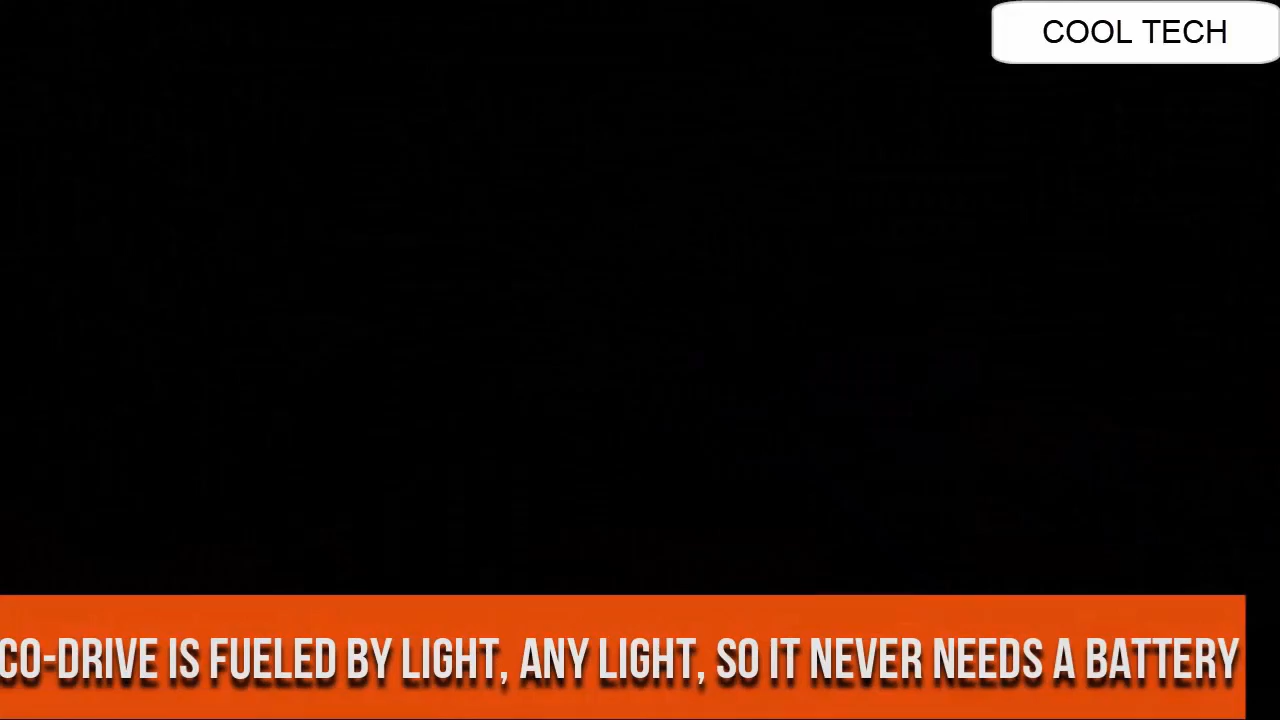 COOL TECH
CO-DRIVE IS FUELED BY LIGHT, ANY LIGHT, SO IT NEVER NEEDS A BATTERY